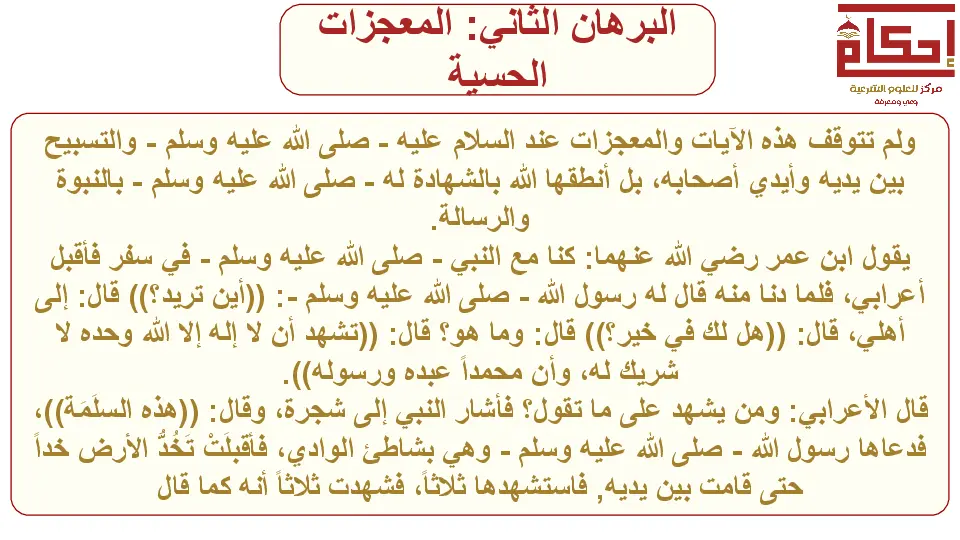 البرهان الثاني: المعجزات
الحسية
إحكام
مركز للعلوم الشرعية
وعي ومعرفة
ولم تتوقف هذه الآيات والمعجزات عند السلام عليه - صلى الله عليه وسلم - والتسبيح
بين يديه وأيدي أصحابه، بل أنطقها الله بالشهادة له - صلى الله عليه وسلم - بالنبوة
والرسالة.
يقول ابن عمر رضي الله عنهما: كنا مع النبي - صلى الله عليه وسلم - في سفر فأقبل
أعرابي، فلما دنا منه قال له رسول الله - صلى الله عليه وسلم -: ((أين تريد؟)) قال: إلى
أهلي، قال: ((هل لك في خير؟)) قال: وما هو؟ قال: ((تشهد أن لا إله إلا الله وحده لا
شريك له، وأن محمداً عبده ورسوله)).
قال الأعرابي: ومن يشهد على ما تقول؟ فأشار النبي إلى شجرة، وقال: ((هذه السلَمَة))،
فدعاها رسول الله - صلى الله عليه وسلم - وهي بشاطئ الوادي، فأقبلَتْ تَخُدُّ الأرض خداً
حتى قامت بين يديه, فاستشهدها ثلاثاً، فشهدت ثلاثاً أنه كما قال